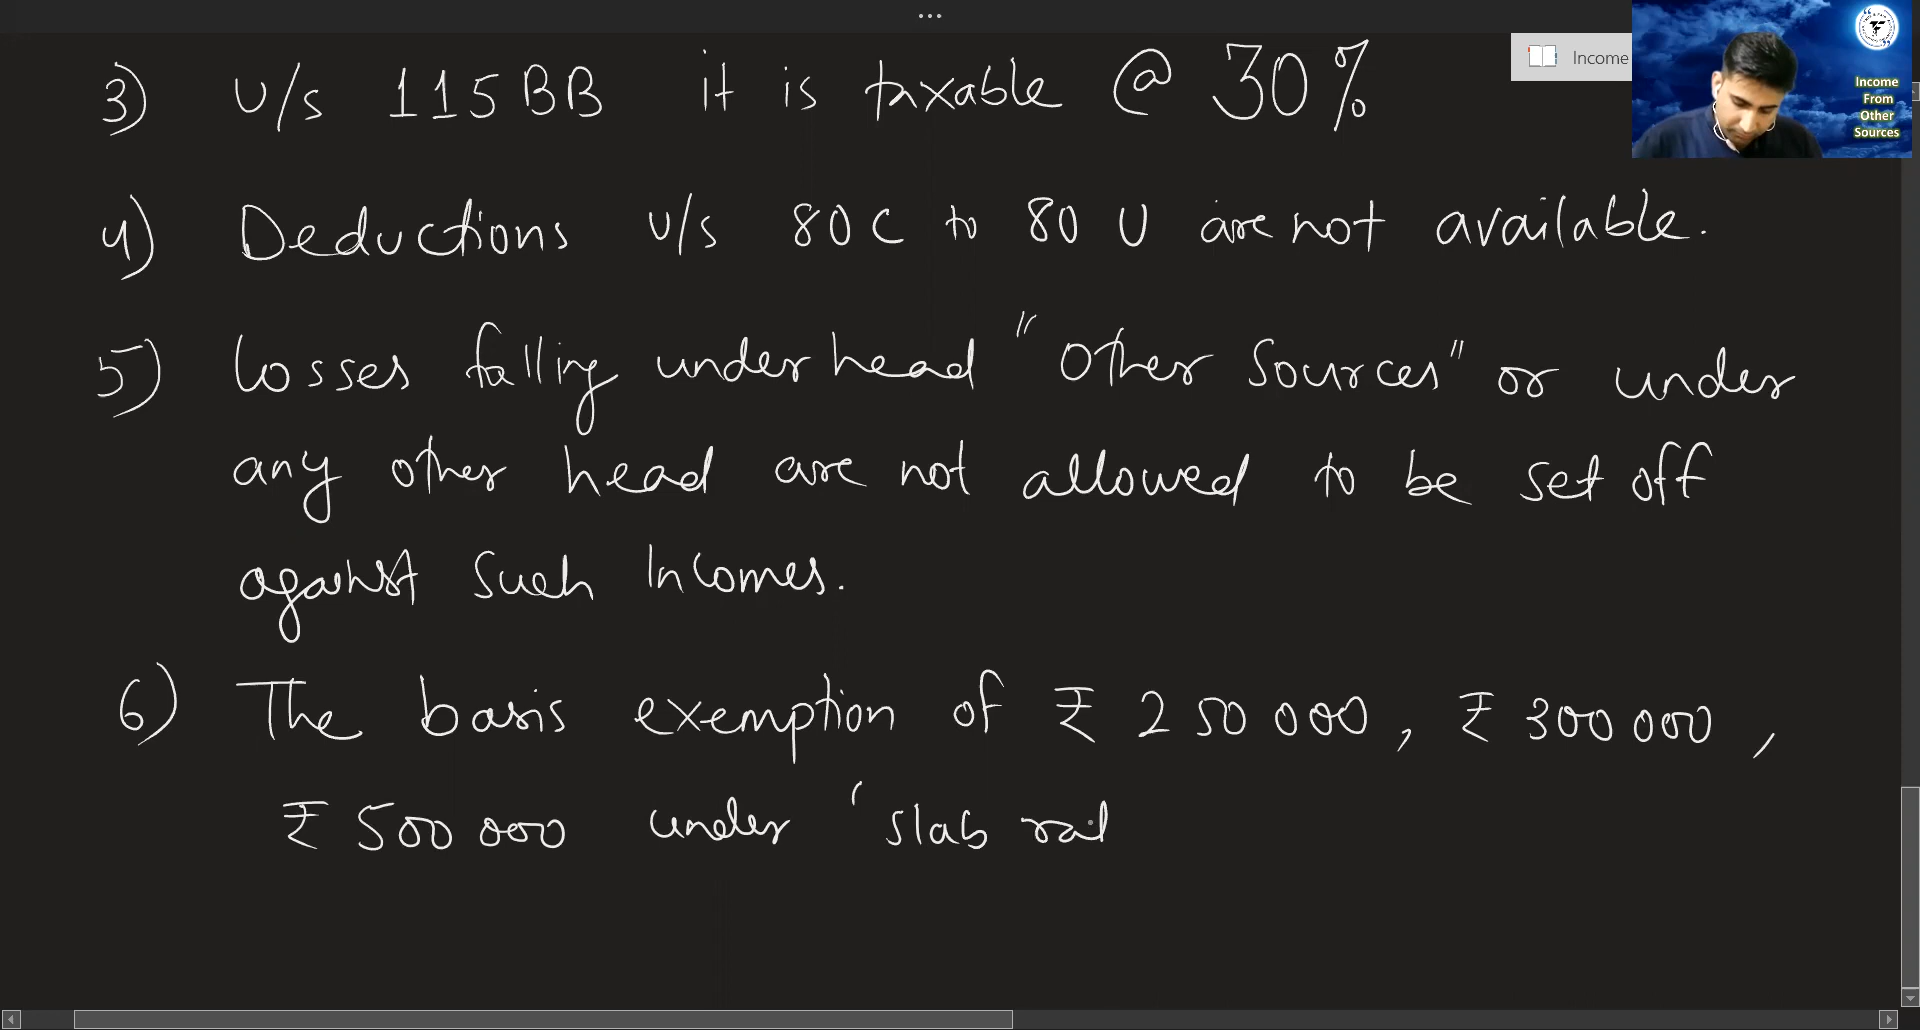 ...
Income
Income
From
Other
Sources
3) U/s 115BB it is taxable @ 30%
4) Deductions u/s 80C to 80 U are not available.
5) Losses falling under head "Other Sources" or under
any other head are not allowed to be set off
against such Incomes.
6) The basis exemption of ₹ 250000, ₹ 300000,
₹ 500000 under 'slab rat